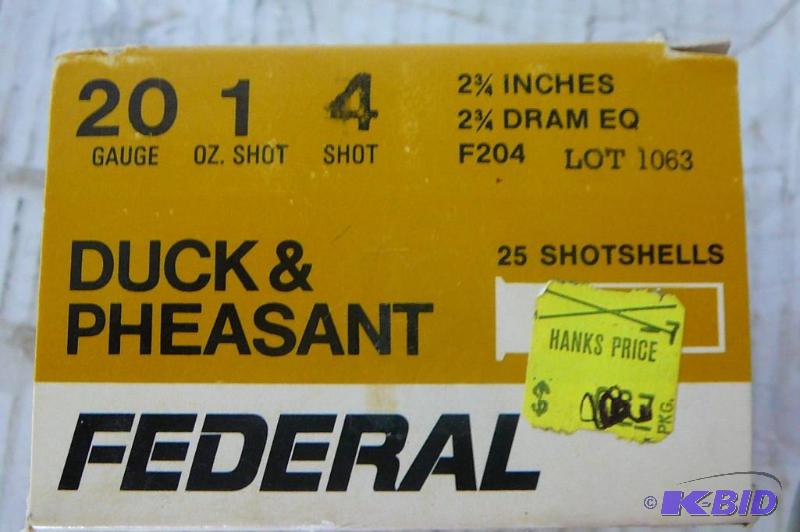 20 1 4
GAUGE OZ. SHOT SHOT
2¾ INCHES
2¾ DRAM EQ
F204 LOT 1063
DUCK &
PHEASANT
25 SHOTSHELLS
HANKS PRICE
PKG.
FEDERAL
© K-BID